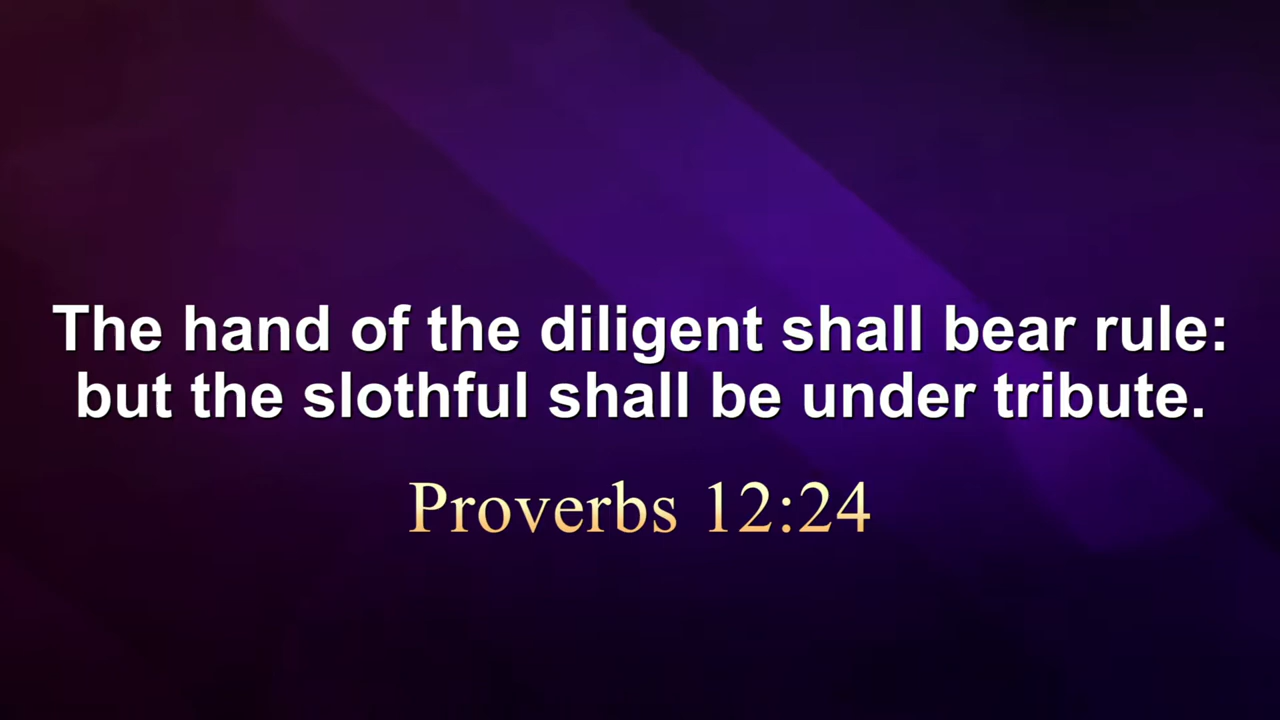 The hand of the diligent shall bear rule:
but the slothful shall be under tribute.
Proverbs 12:24